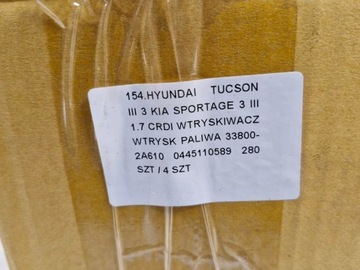 154.HYUNDAI TUCSON
III 3 KIA SPORTAGE 3 III
1.7 CRDI WTRYSKIWACZ
WTRYSK PALIWA 33800-
2A610 0445110589 280
SZT / 4 SZT